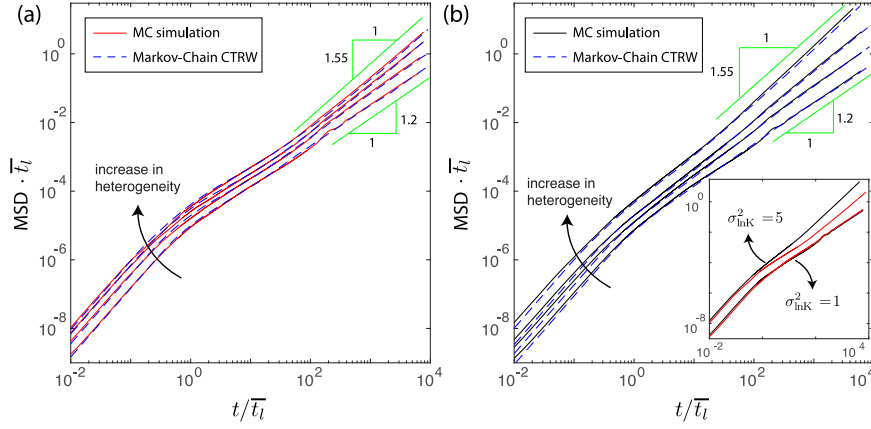 (a)
MC simulation
Markov-Chain CTRW
1
1.55
1.2
1
increase in
heterogeneity
10^0
10^-2
10^-4
10^-6
10^-8
MSD · t̅_l
10^-2
10^0
10^2
10^4
t/t̅_l
(b)
MC simulation
Markov-Chain CTRW
1
1.55
1.2
1
increase in
heterogeneity
10^0
10^-2
10^-4
10^-6
10^-8
MSD · t̅_l
10^-2
10^0
10^2
10^4
t/t̅_l
10^0
σ²_lnK = 5
σ²_lnK = 1
10^-8
10^-2
10^4